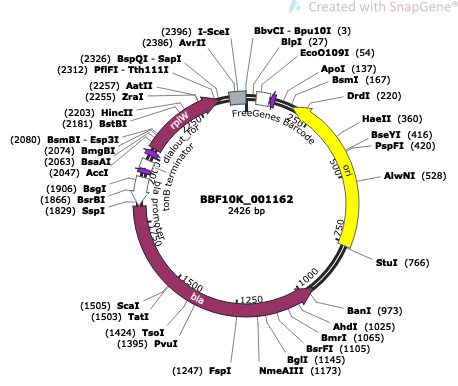 Created with SnapGene®
(2396) I-SceI
(2386) AvrII
(2326) BspQI - SapI
(2312) PflFI - Tth111I
(2257) AatII
(2255) ZraI
(2203) HincII
(2181) BstBI
(2080) BsmBI - Esp3I
(2074) BmgBI
(2063) BsaAI
(2047) AccI
(1906) BsgI
(1866) BsrBI
(1829) SspI
BbvCI - Bpu10I (3)
BlpI (27)
EcoO109I (54)
ApoI (137)
BsmI (167)
DrdI (220)
HaeII (360)
BseYI (416)
PspFI (420)
AlwNI (528)
StuI (766)
BanI (973)
AhdI (1025)
BmrI (1065)
BsrFI (1105)
BglI (1145)
NmeAIII (1173)
(1247) FspI
(1395) PvuI
(1424) TsoI
(1503) TatI
(1505) ScaI
FreeGenes barcode
rplW
dialout_for
tonB terminator
bla promoter
ori
bla
250
500
750
1000
1250
1500
BBF10K_001162
2426 bp